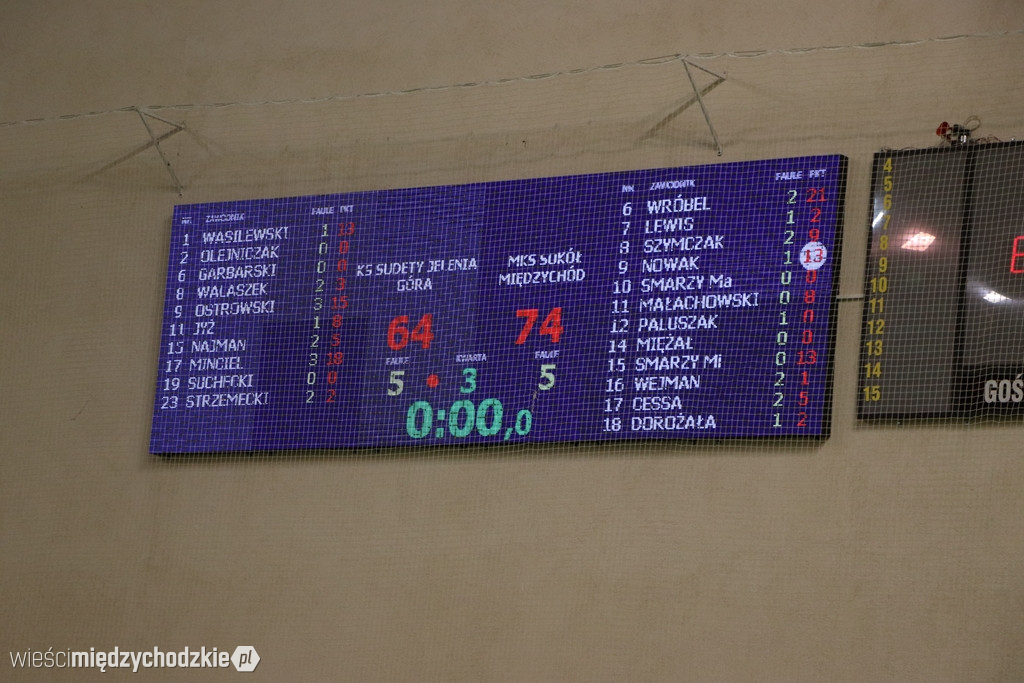 NR. ZAWODNIK FAULE PKT
1 WASILEWSKI 1 13
2 OLEJNICZAK 0 0
6 GARBARSKI 0 0
8 WALASZEK 2 3
9 OSTROWSKI 3 15
11 JYŻ 1 8
15 NAJMAN 2 5
17 MINCIEL 3 18
19 SUCHECKI 0 0
23 STRZEMECKI 2 2
KS SUDETY JELENIA
GÓRA
64
MKS SOKÓŁ
MIĘDZYCHÓD
74
FAULE KWARTA FAULE
5 3 5
0:00,0
NR. ZAWODNIK FAULE PKT
6 WRÓBEL 2 21
7 LEWIS 1 2
8 SZYMCZAK 2 9
9 NOWAK 1 13
10 SMARZY Ma 0 0
11 MAŁACHOWSKI 0 8
12 PALUSZAK 1 0
14 MIĘZAŁ 0 0
15 SMARZY Mi 0 13
16 WEJMAN 2 1
17 CESSA 2 5
18 DOROŻAŁA 1 2
4
5
6
8
9
10
11
12
13
14
15
GOŚ
wieścimiędzychodzkie.pl